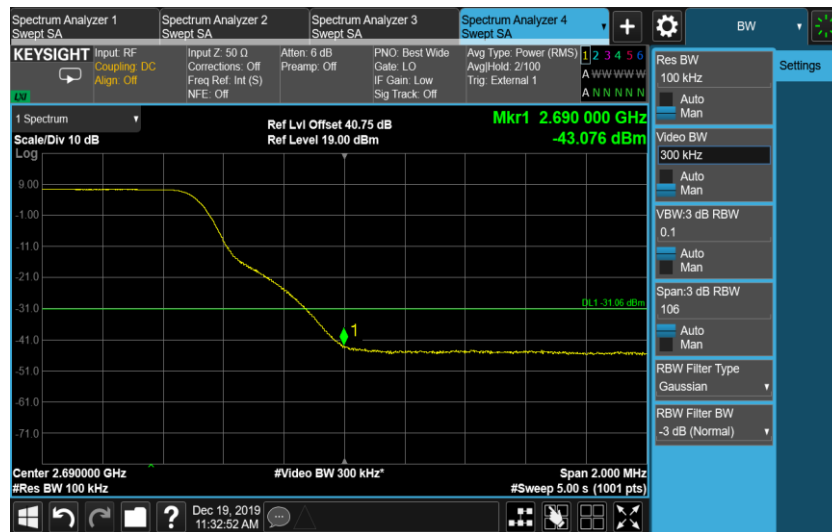 Spectrum Analyzer 1
Swept SA
Spectrum Analyzer 2
Swept SA
Spectrum Analyzer 3
Swept SA
Spectrum Analyzer 4
Swept SA
BW
KEYSIGHT
LXI
Input: RF
Coupling: DC
Align: Off
Input Z: 50 Ω
Corrections: Off
Freq Ref: Int (S)
NFE: Off
Atten: 6 dB
Preamp: Off
PNO: Best Wide
Gate: LO
IF Gain: Low
Sig Track: Off
Avg Type: Power (RMS)
Avg|Hold: 2/100
Trig: External 1
1 2 3 4 5 6
A W W W W W
A N N N N N
1 Spectrum
Scale/Div 10 dB
Ref Lvl Offset 40.75 dB
Ref Level 19.00 dBm
Mkr1 2.690 000 GHz
-43.076 dBm
Log
9.00
-1.00
-11.0
-21.0
-31.0
-41.0
-51.0
-61.0
-71.0
DL1 -31.06 dBm
1
Center 2.690000 GHz
#Res BW 100 kHz
#Video BW 300 kHz*
Span 2.000 MHz
#Sweep 5.00 s (1001 pts)
Dec 19, 2019
11:32:52 AM
?
Settings
Res BW
100 kHz
Auto
Man
Video BW
300 kHz
Auto
Man
VBW:3 dB RBW
0.1
Auto
Man
Span:3 dB RBW
106
Auto
Man
RBW Filter Type
Gaussian
RBW Filter BW
-3 dB (Normal)